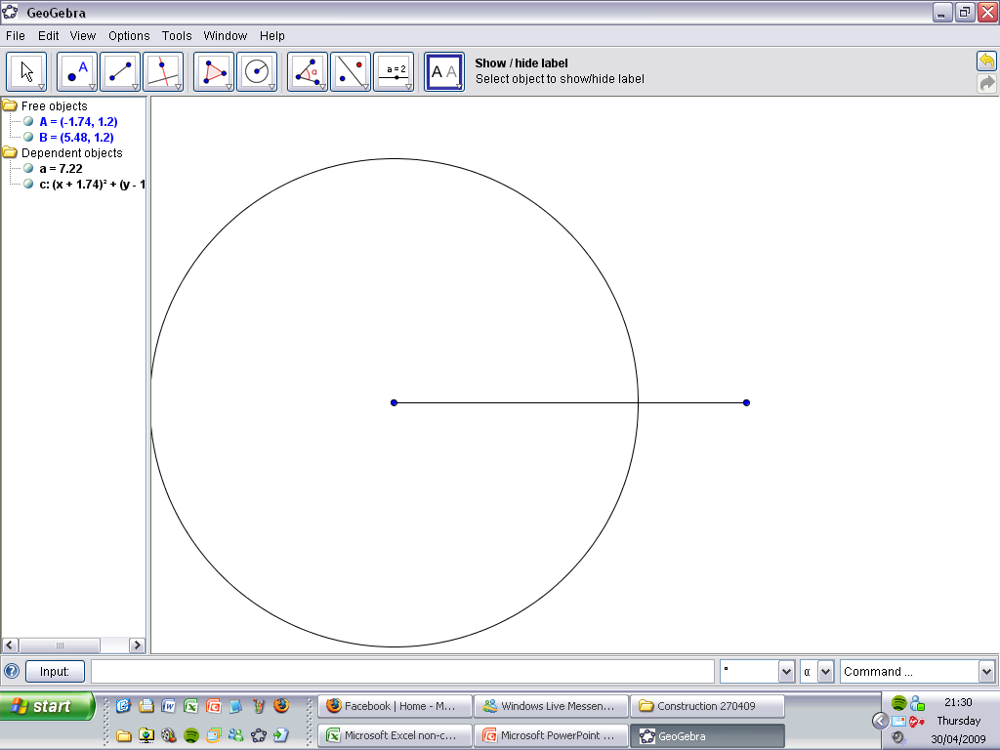 GeoGebra
File Edit View Options Tools Window Help
A
α
a = 2
A A
Show / hide label
Select object to show/hide label
Free objects
A = (-1.74, 1.2)
B = (5.48, 1.2)
Dependent objects
a = 7.22
c: (x + 1.74)² + (y - 1
Input: ° α Command ...
start
Facebook | Home - M...
Windows Live Messen...
Construction 270409
Microsoft Excel non-c...
Microsoft PowerPoint ...
GeoGebra
21:30
Thursday
30/04/2009